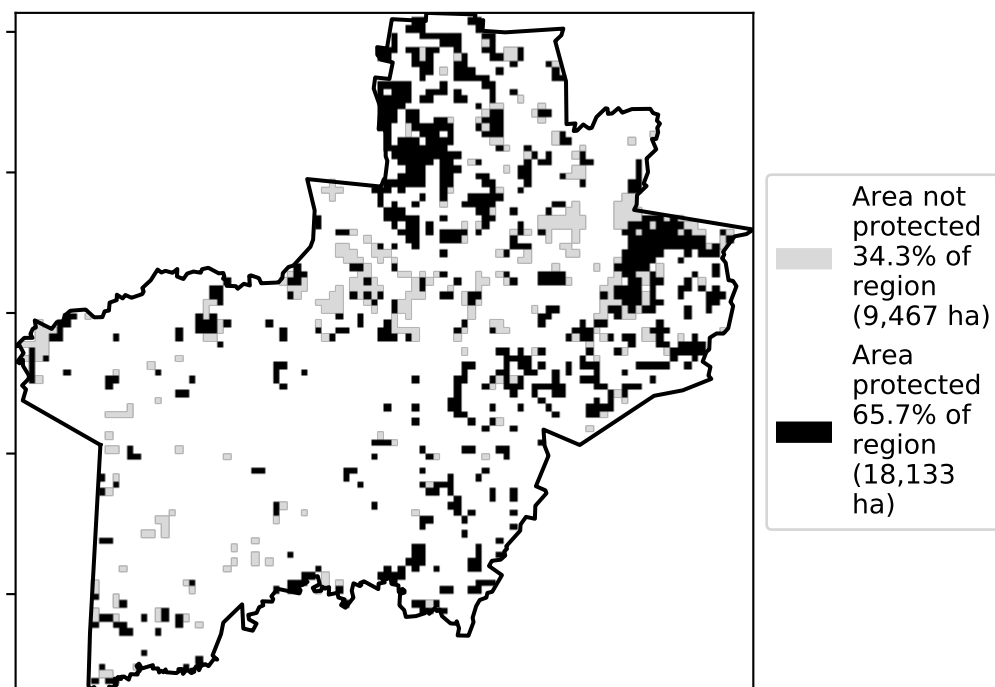 Area not
protected
34.3% of
region
(9,467 ha)
Area
protected
65.7% of
region
(18,133
ha)